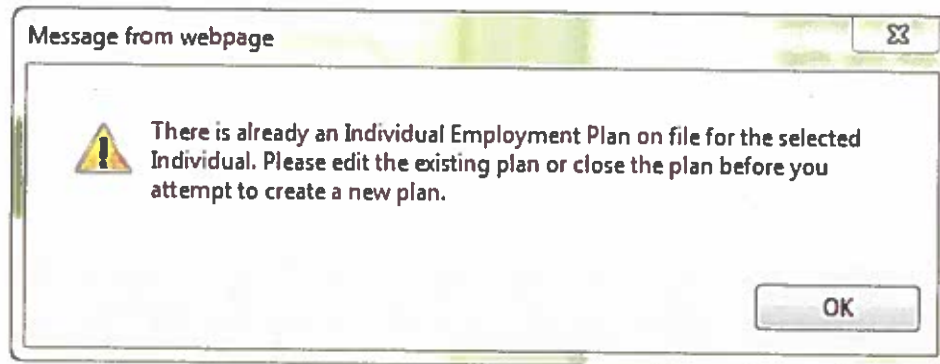 Message from webpage
There is already an Individual Employment Plan on file for the selected
Individual. Please edit the existing plan or close the plan before you
attempt to create a new plan.
OK